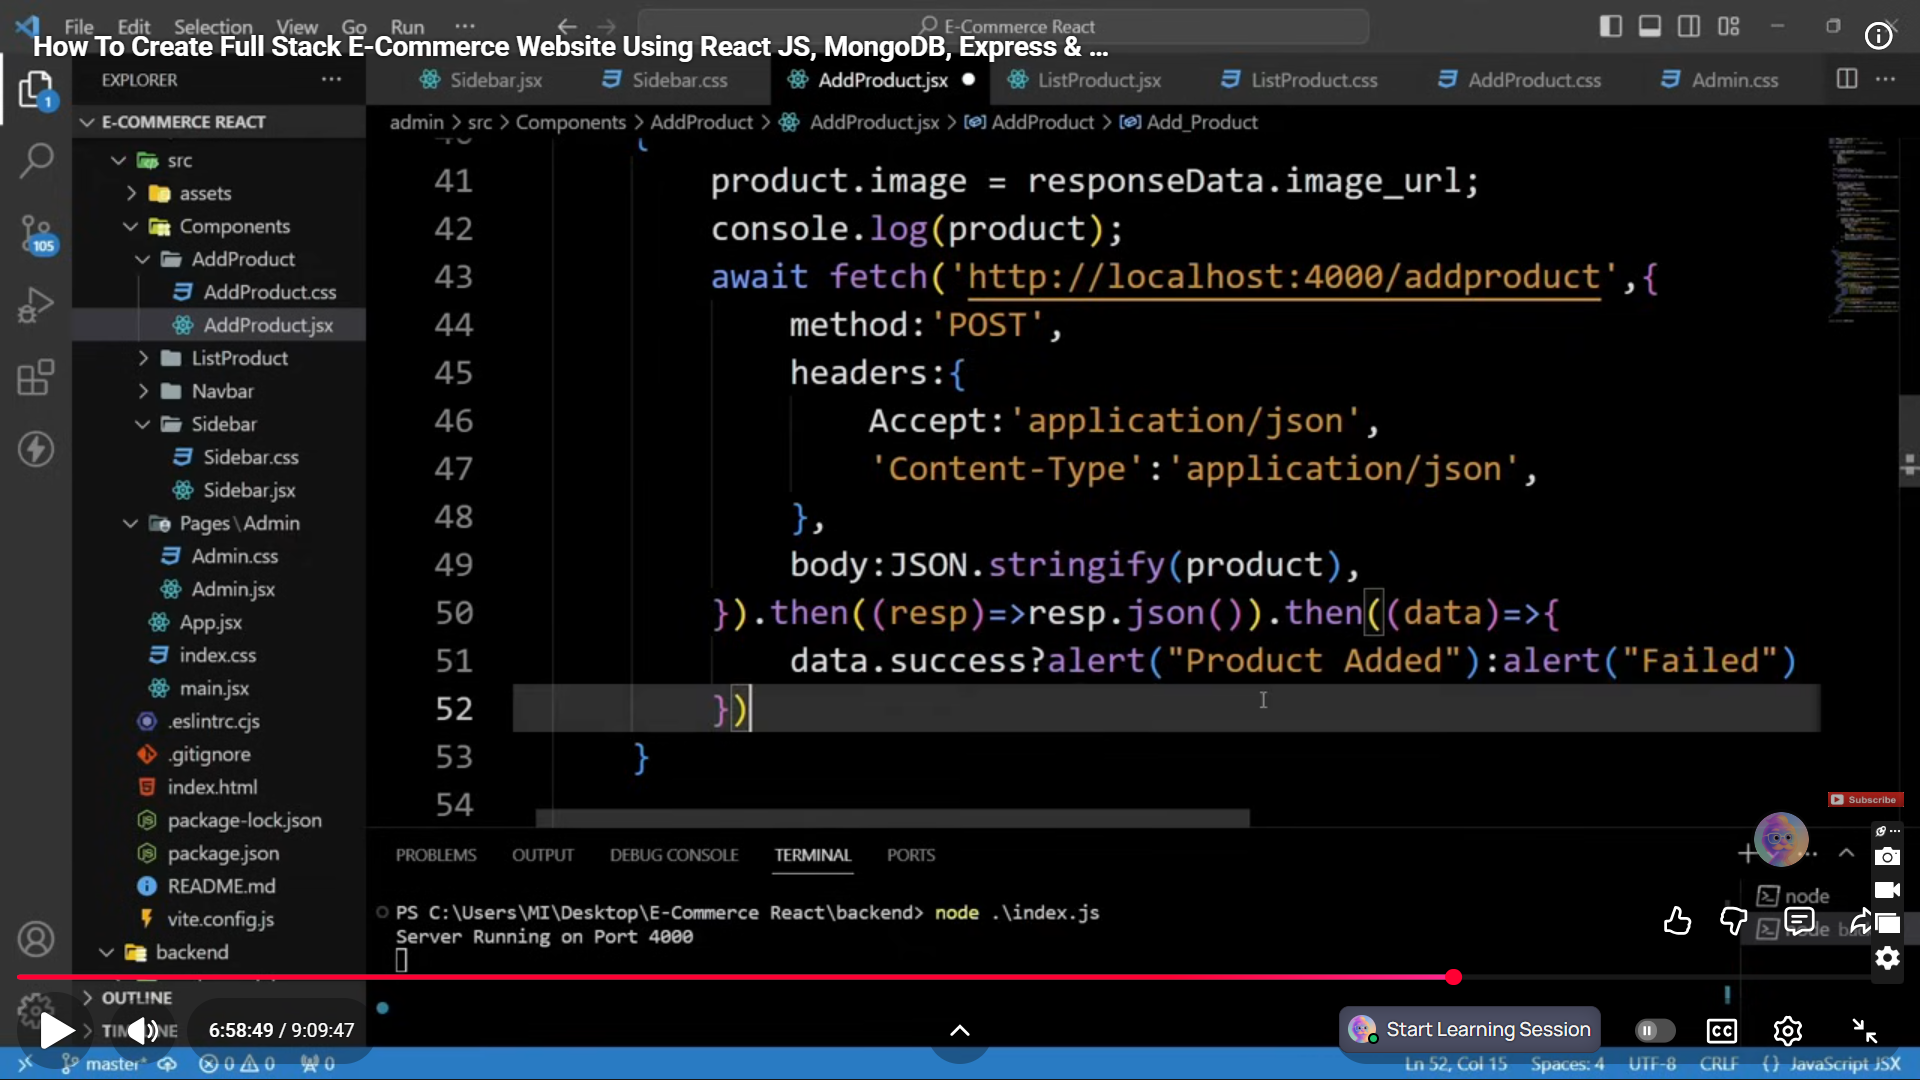 File Edit Selection View Go Run ···
E-Commerce React
How To Create Full Stack E-Commerce Website Using React JS, MongoDB, Express & ...
EXPLORER ···
Sidebar.jsx Sidebar.css AddProduct.jsx ListProduct.jsx ListProduct.css AddProduct.css Admin.css ···
1
admin > src > Components > AddProduct > AddProduct.jsx > AddProduct > Add_Product
E-COMMERCE REACT
src
assets
Components
AddProduct
AddProduct.css
AddProduct.jsx
ListProduct
Navbar
Sidebar
Sidebar.css
Sidebar.jsx
Pages\Admin
Admin.css
Admin.jsx
App.jsx
index.css
main.jsx
.eslintrc.cjs
.gitignore
index.html
package-lock.json
package.json
README.md
vite.config.js
backend
OUTLINE
105
{
41 product.image = responseData.image_url;
42 console.log(product);
43 await fetch('http://localhost:4000/addproduct',{
44 method:'POST',
45 headers:{
46 Accept:'application/json',
47 'Content-Type':'application/json',
48 },
49 body:JSON.stringify(product),
50 }).then((resp)=>resp.json()).then((data)=>{
51 data.success?alert("Product Added"):alert("Failed")
52 })
53 }
54
Subscribe
PROBLEMS OUTPUT DEBUG CONSOLE TERMINAL PORTS
PS C:\Users\MI\Desktop\E-Commerce React\backend> node .\index.js
Server Running on Port 4000
node
node
6:58:49 / 9:09:47
Start Learning Session
CC
master* 0 0 0
Ln 52, Col 15 Spaces: 4 UTF-8 CRLF {} JavaScript JSX